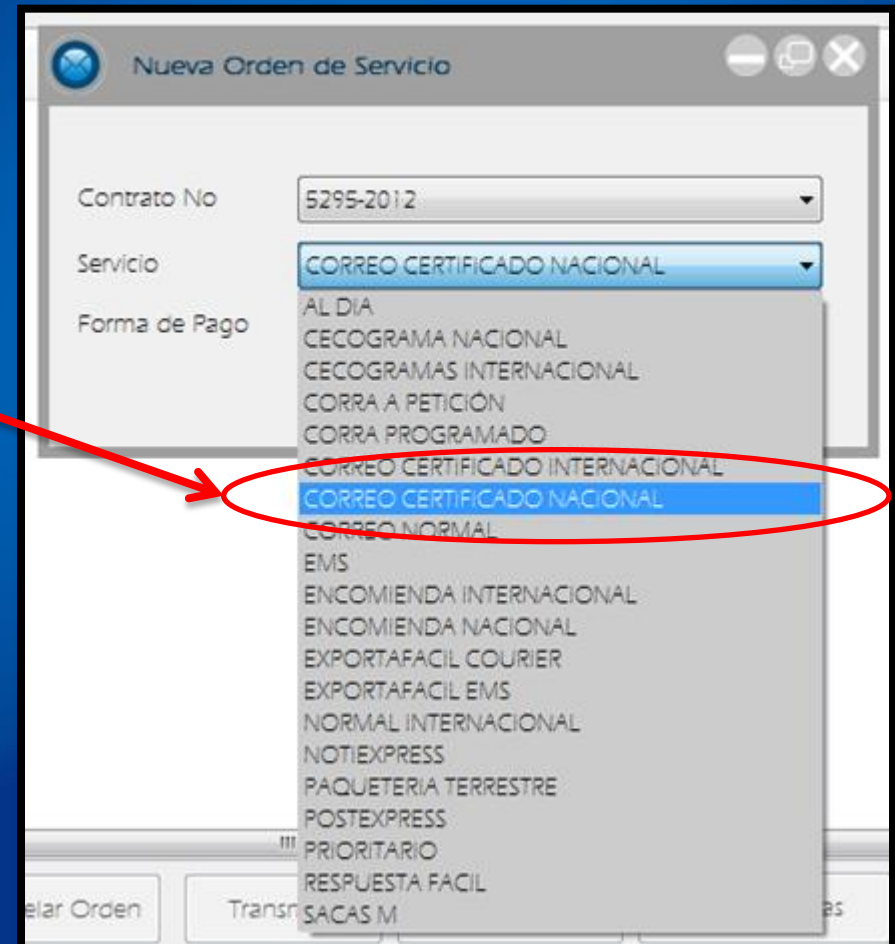 Nueva Orden de Servicio
Contrato No
5295-2012
Servicio
CORREO CERTIFICADO NACIONAL
Forma de Pago
AL DIA
CECOGRAMA NACIONAL
CECOGRAMAS INTERNACIONAL
CORRA A PETICIÓN
CORRA PROGRAMADO
CORREO CERTIFICADO INTERNACIONAL
CORREO CERTIFICADO NACIONAL
CORREO NORMAL
EMS
ENCOMIENDA INTERNACIONAL
ENCOMIENDA NACIONAL
EXPORTAFACIL COURIER
EXPORTAFACIL EMS
NORMAL INTERNACIONAL
NOTIEXPRESS
PAQUETERIA TERRESTRE
POSTEXPRESS
PRIORITARIO
RESPUESTA FACIL
SACAS M
elar Orden
Transm
as